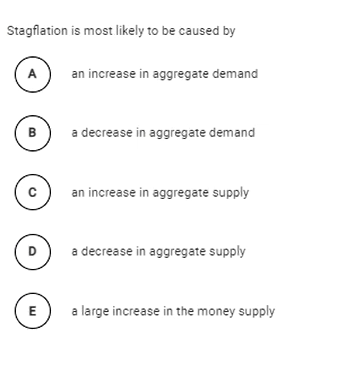 Stagflation is most likely to be caused by
A an increase in aggregate demand
B a decrease in aggregate demand
C an increase in aggregate supply
D a decrease in aggregate supply
E a large increase in the money supply